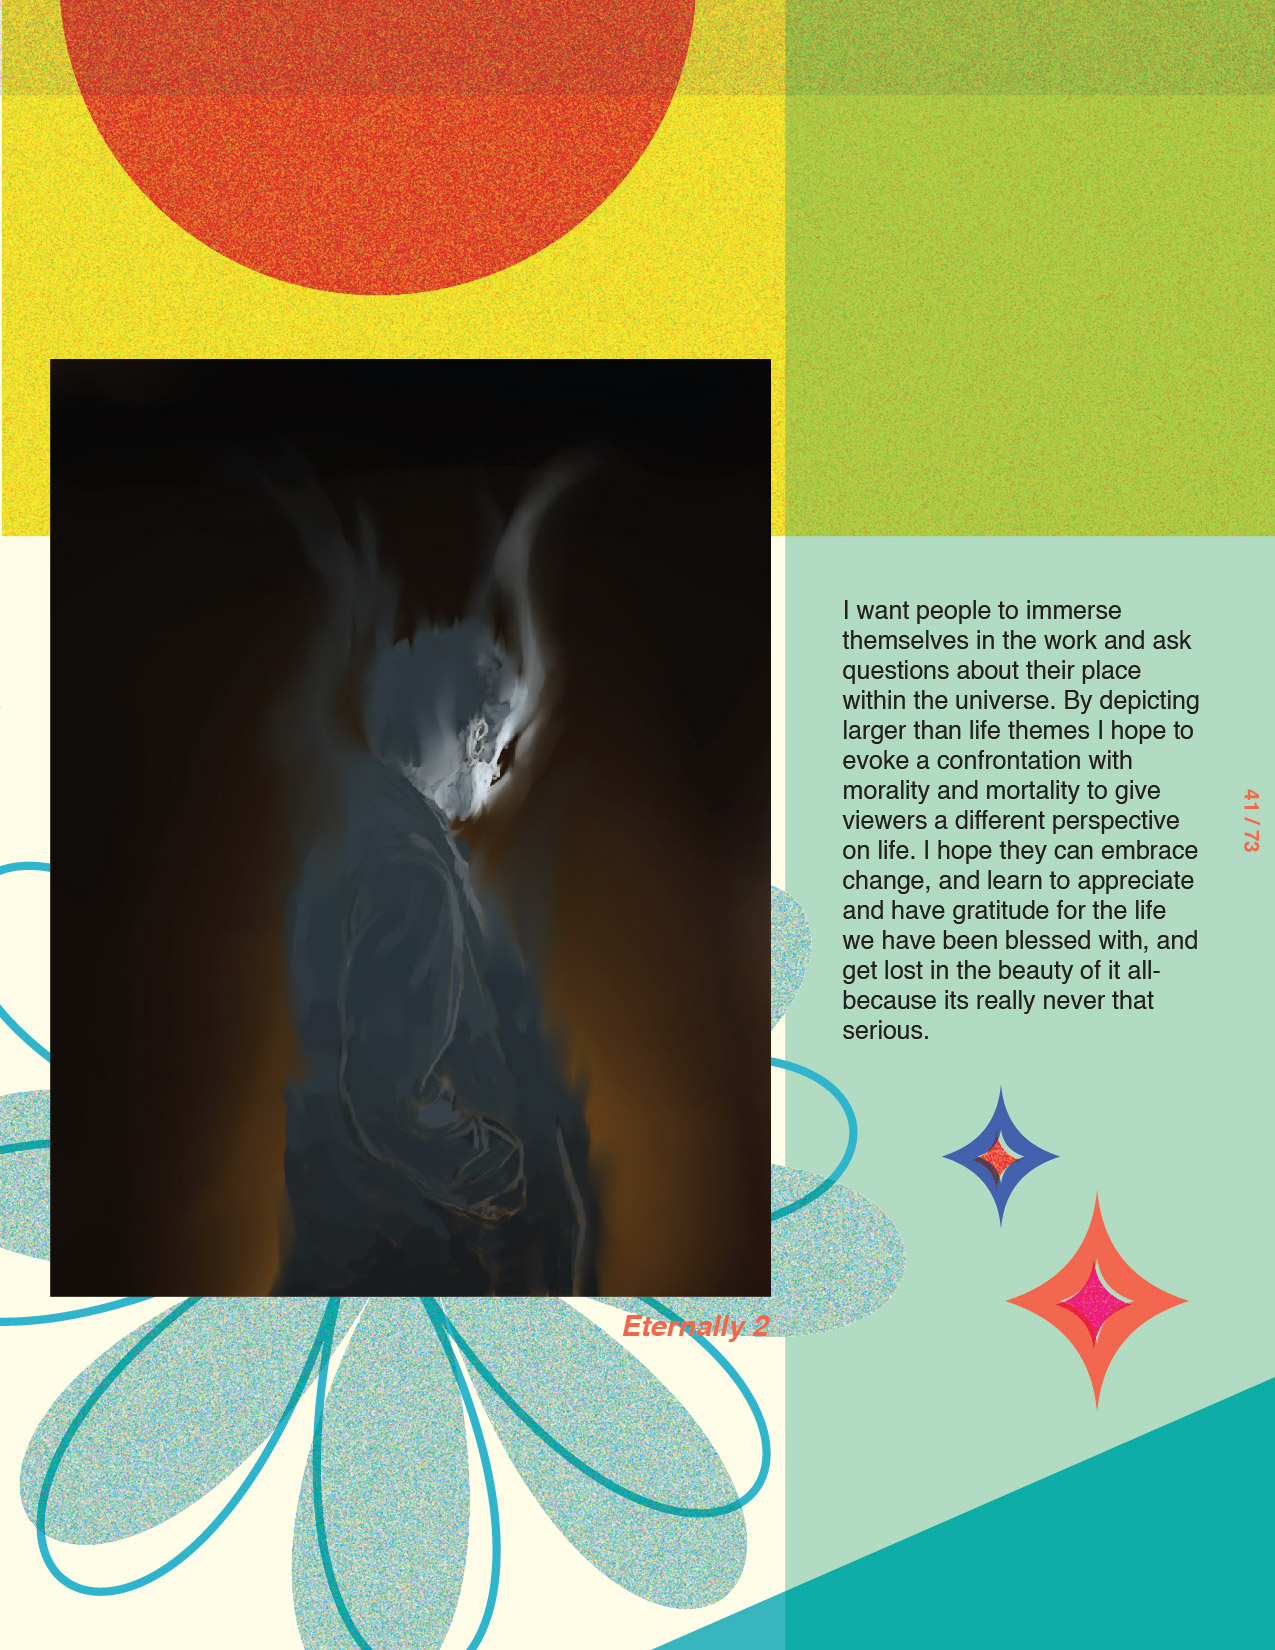 I want people to immerse
themselves in the work and ask
questions about their place
within the universe. By depicting
larger than life themes I hope to
evoke a confrontation with
morality and mortality to give
viewers a different perspective
on life. I hope they can embrace
change, and learn to appreciate
and have gratitude for the life
we have been blessed with, and
get lost in the beauty of it all-
because its really never that
serious.
41 / 73
Eternally 2